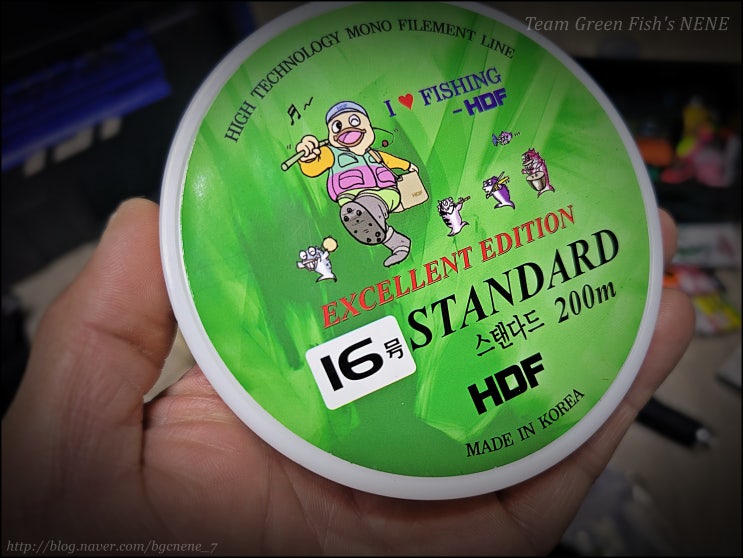 Team Green Fish's NENE
HIGH TECHNOLOGY MONO FILEMENT LINE
I ♥ FISHING
-HDF
HDF
EXCELLENT EDITION
STANDARD
스탠다드 200m
16号
HDF
MADE IN KOREA
http://blog.naver.com/bgcnene_7